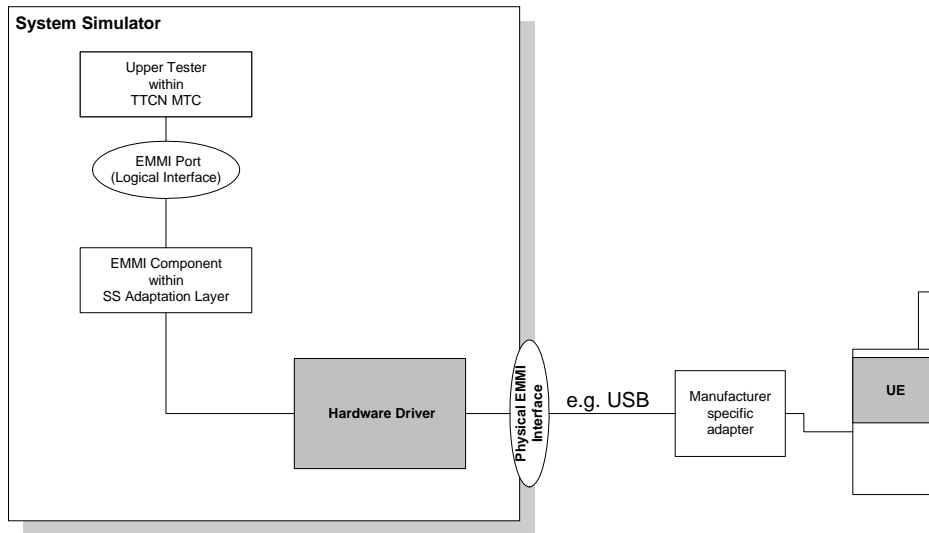 System Simulator
Upper Tester
within
TTCN MTC
EMMI Port
(Logical Interface)
EMMI Component
within
SS Adaptation Layer
Hardware Driver
Physical EMMI
Interface
e.g. USB
Manufacturer
specific
adapter
UE